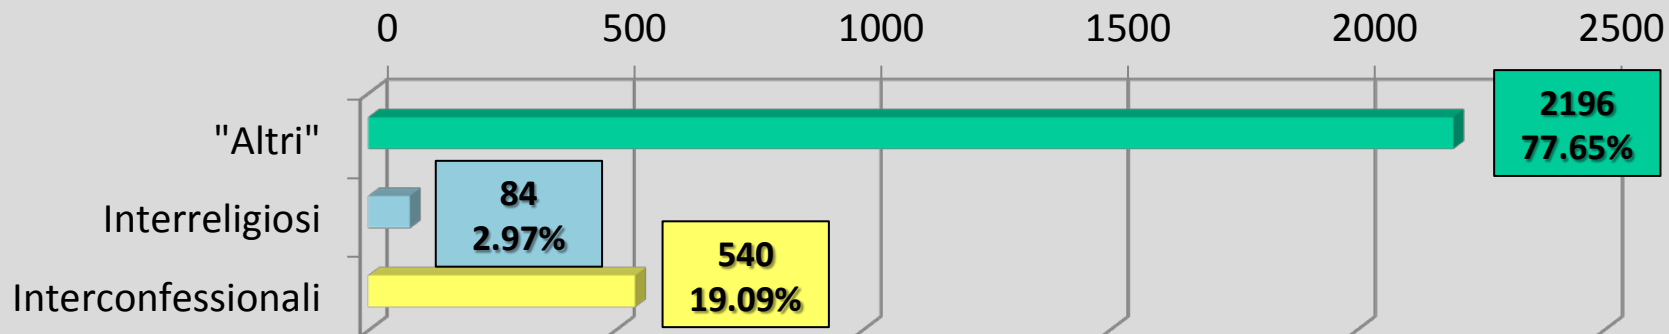 0 500 1000 1500 2000 2500
"Altri"
2196
77.65%
Interreligiosi
84
2.97%
Interconfessionali
540
19.09%